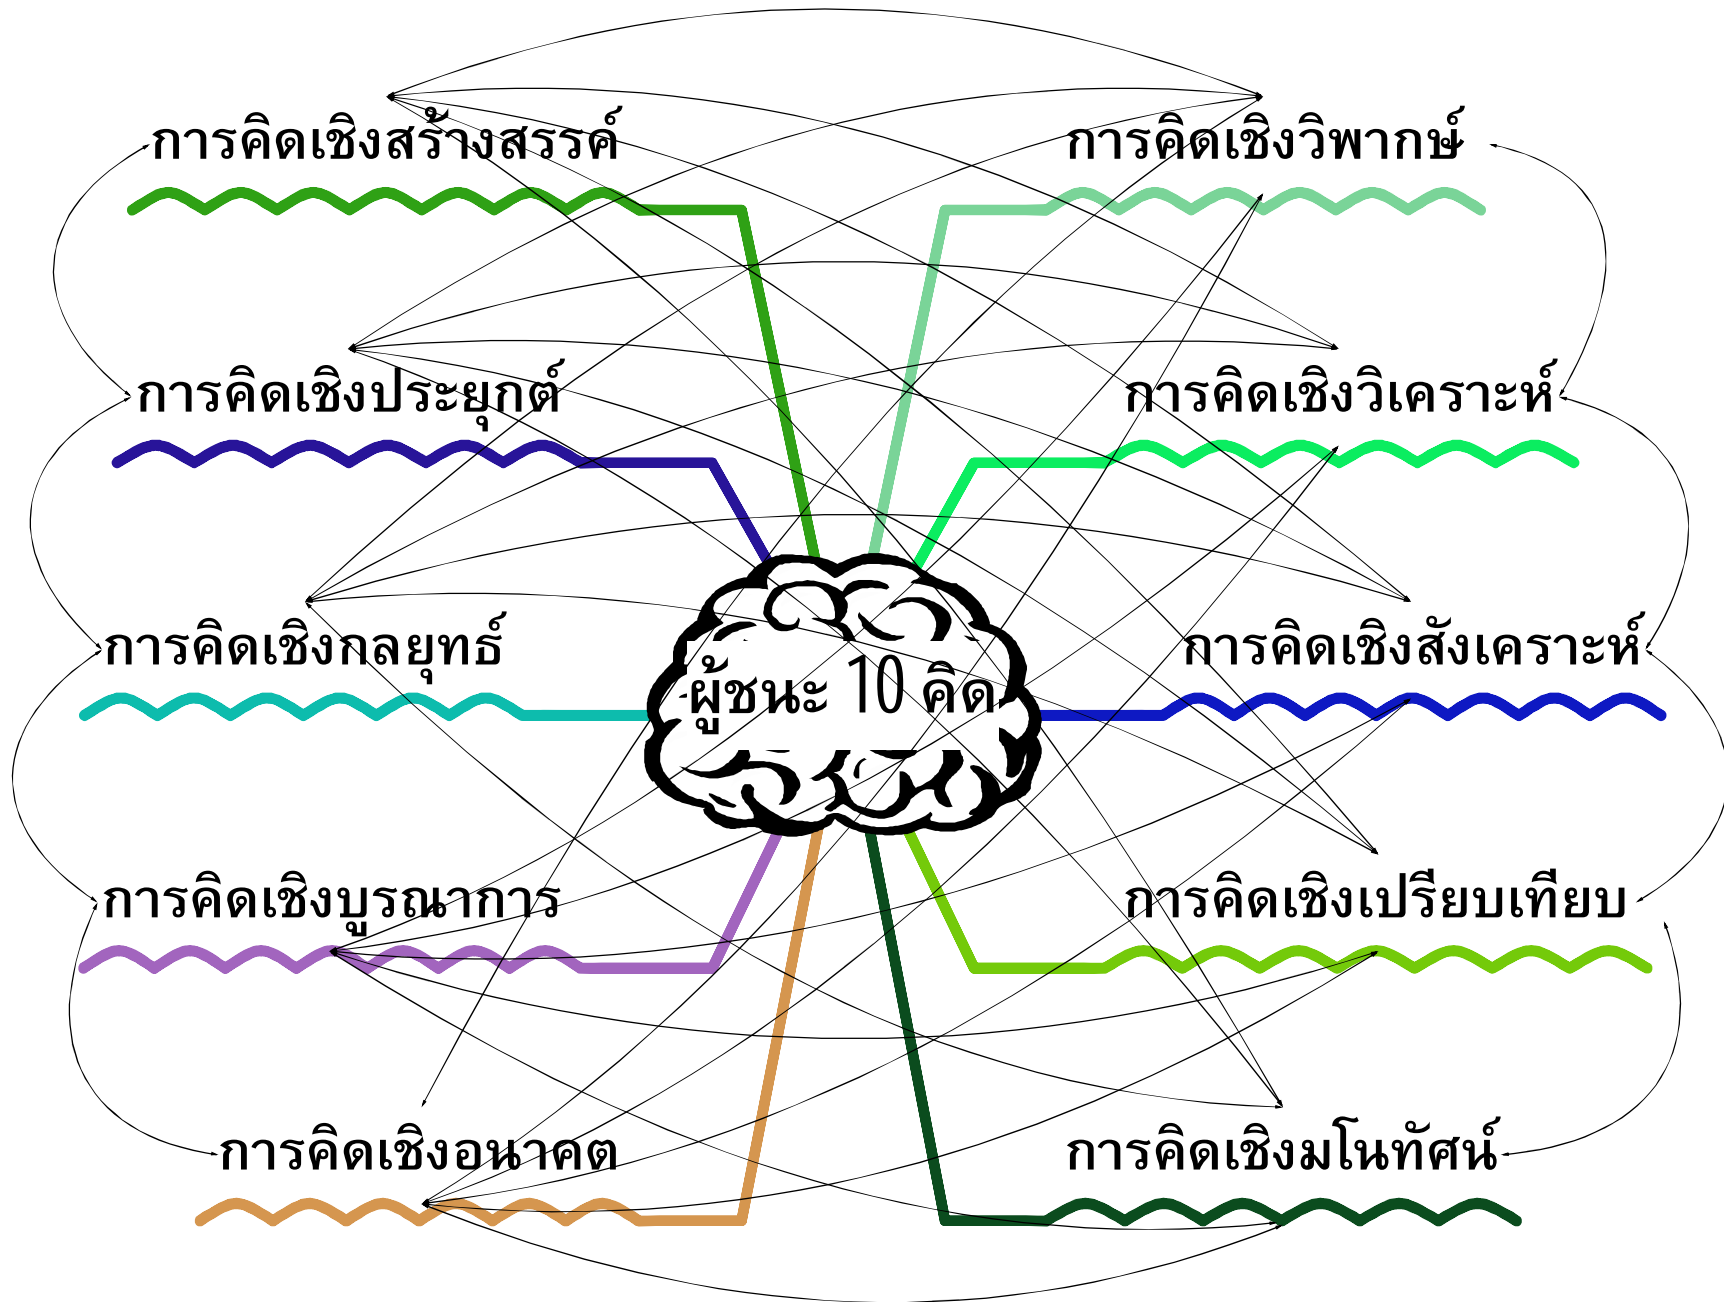 การคิดเชิงสร้างสรรค์
การคิดเชิงวิพากษ์
การคิดเชิงประยุกต์
การคิดเชิงวิเคราะห์
การคิดเชิงกลยุทธ์
ผู้ชนะ 10 คิด
การคิดเชิงสังเคราะห์
การคิดเชิงบูรณาการ
การคิดเชิงเปรียบเทียบ
การคิดเชิงอนาคต
การคิดเชิงมโนทัศน์